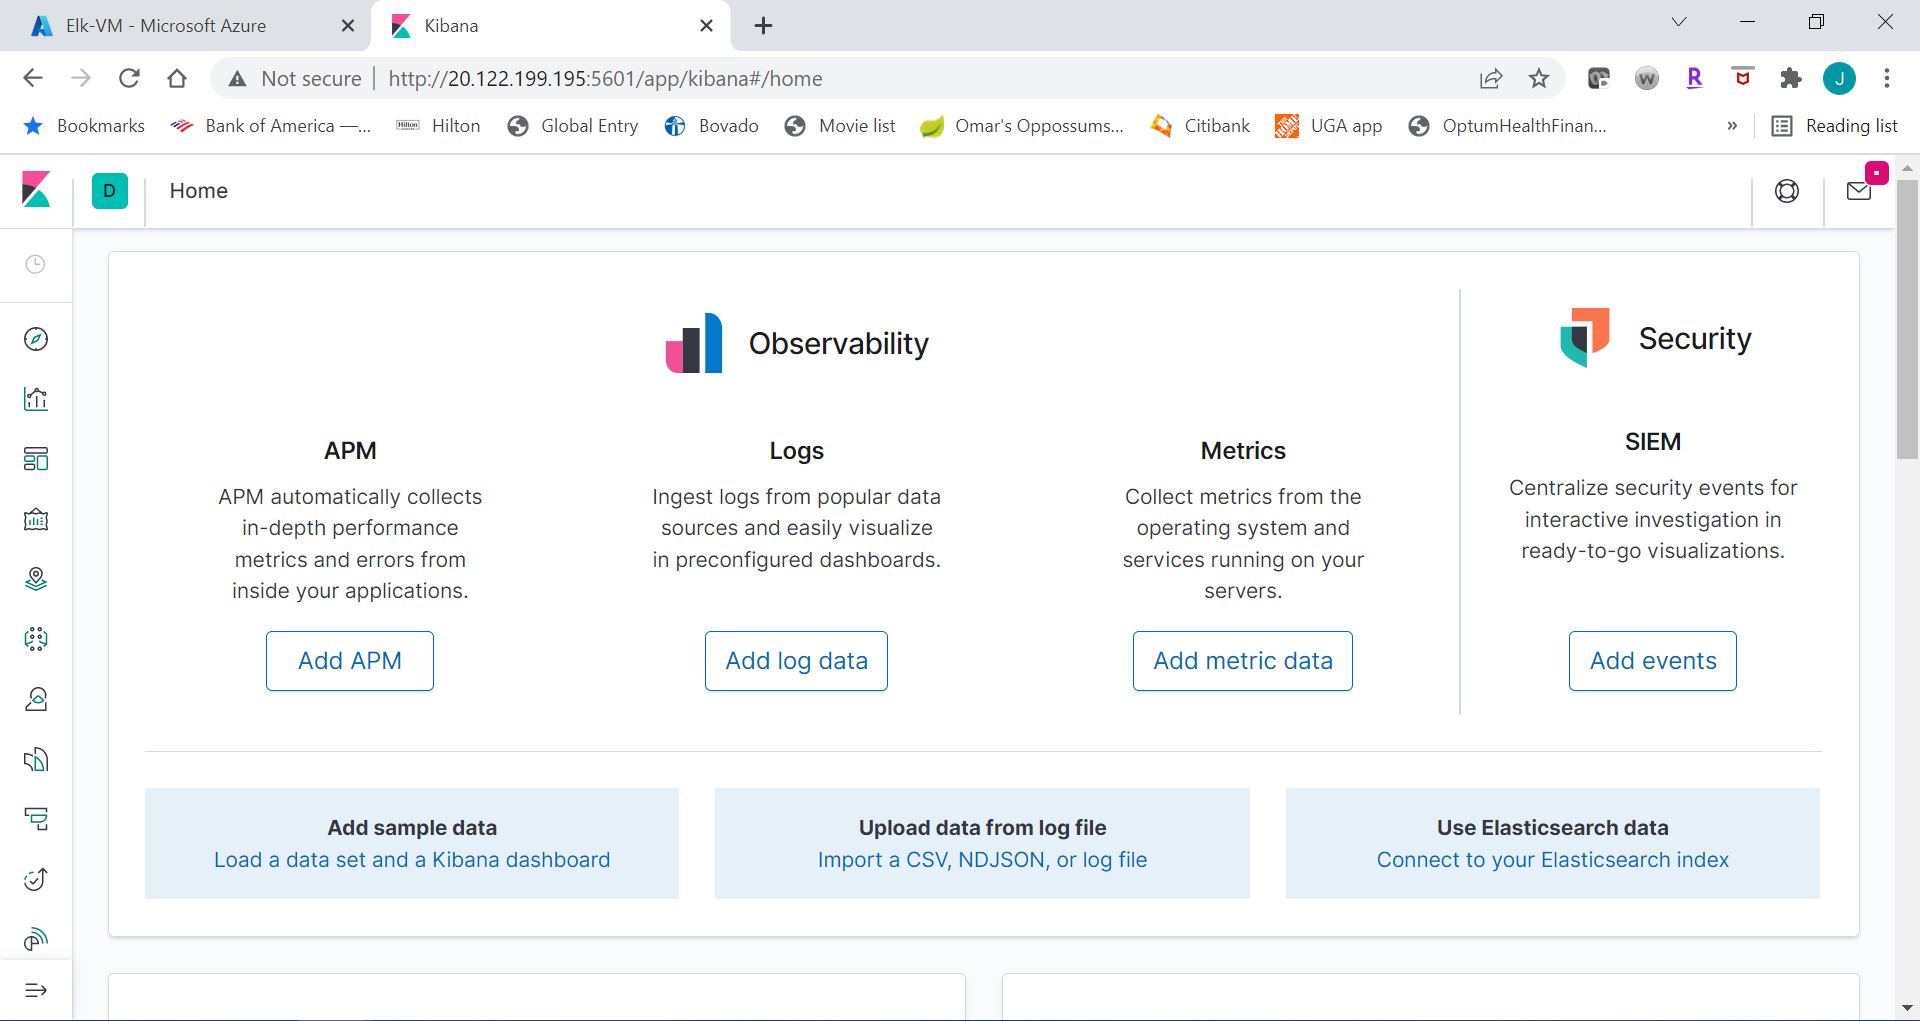 Elk-VM - Microsoft Azure
Kibana
Not secure
http://20.122.199.195:5601/app/kibana#/home
J
Bookmarks
Bank of America —...
Hilton
Hilton
Global Entry
Bovado
Movie list
Omar's Oppossums...
Citibank
UGA app
OptumHealthFinan...
»
Reading list
D
Home
Observability
Security
APM
APM automatically collects
in-depth performance
metrics and errors from
inside your applications.
Add APM
Logs
Ingest logs from popular data
sources and easily visualize
in preconfigured dashboards.
Add log data
Metrics
Collect metrics from the
operating system and
services running on your
servers.
Add metric data
SIEM
Centralize security events for
interactive investigation in
ready-to-go visualizations.
Add events
Add sample data
Load a data set and a Kibana dashboard
Upload data from log file
Import a CSV, NDJSON, or log file
Use Elasticsearch data
Connect to your Elasticsearch index